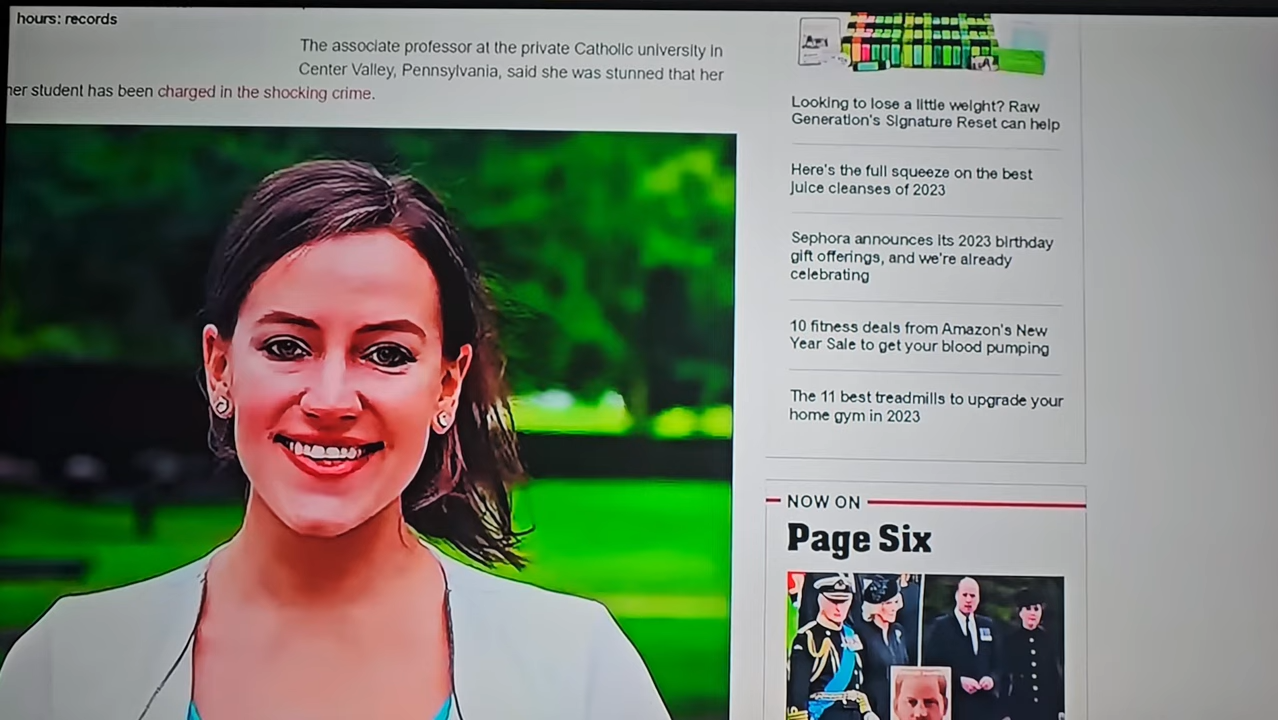 hours: records
The associate professor at the private Catholic university in
Center Valley, Pennsylvania, said she was stunned that her
her student has been charged in the shocking crime.
Looking to lose a little weight? Raw
Generation's Signature Reset can help
Here's the full squeeze on the best
juice cleanses of 2023
Sephora announces its 2023 birthday
gift offerings, and we're already
celebrating
10 fitness deals from Amazon's New
Year Sale to get your blood pumping
The 11 best treadmills to upgrade your
home gym in 2023
NOW ON
Page Six